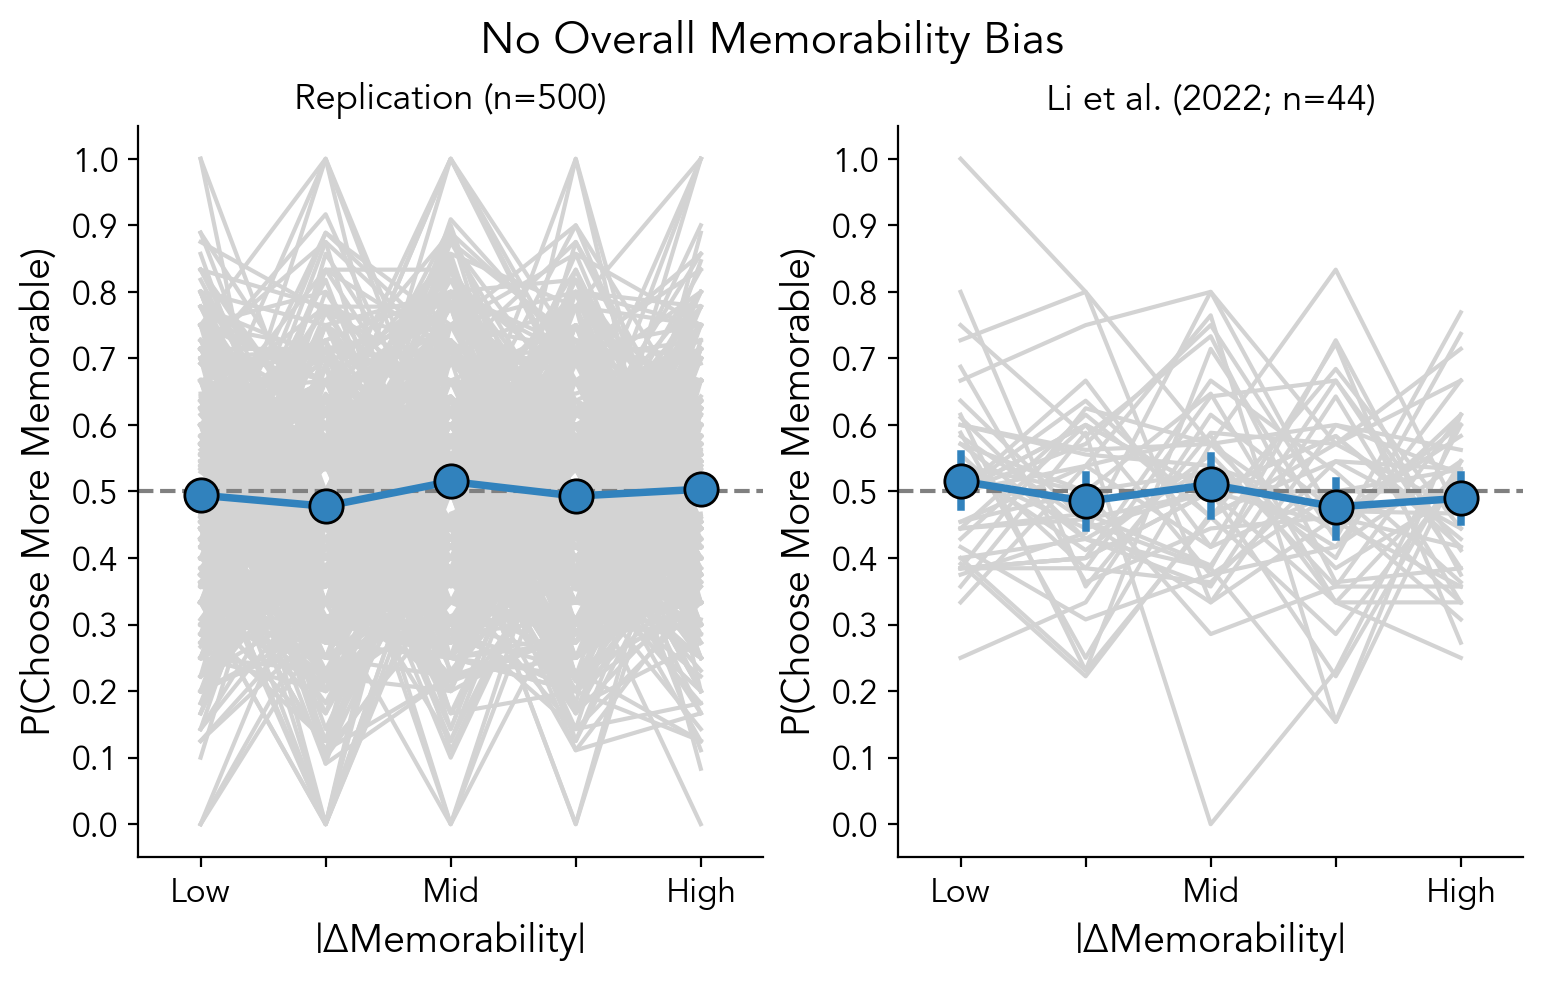 No Overall Memorability Bias
Replication (n=500)
P(Choose More Memorable)
1.0
0.9
0.8
0.7
0.6
0.5
0.4
0.3
0.2
0.1
0.0
Low
Mid
High
|ΔMemorability|
Li et al. (2022; n=44)
P(Choose More Memorable)
1.0
0.9
0.8
0.7
0.6
0.5
0.4
0.3
0.2
0.1
0.0
Low
Mid
High
|ΔMemorability|